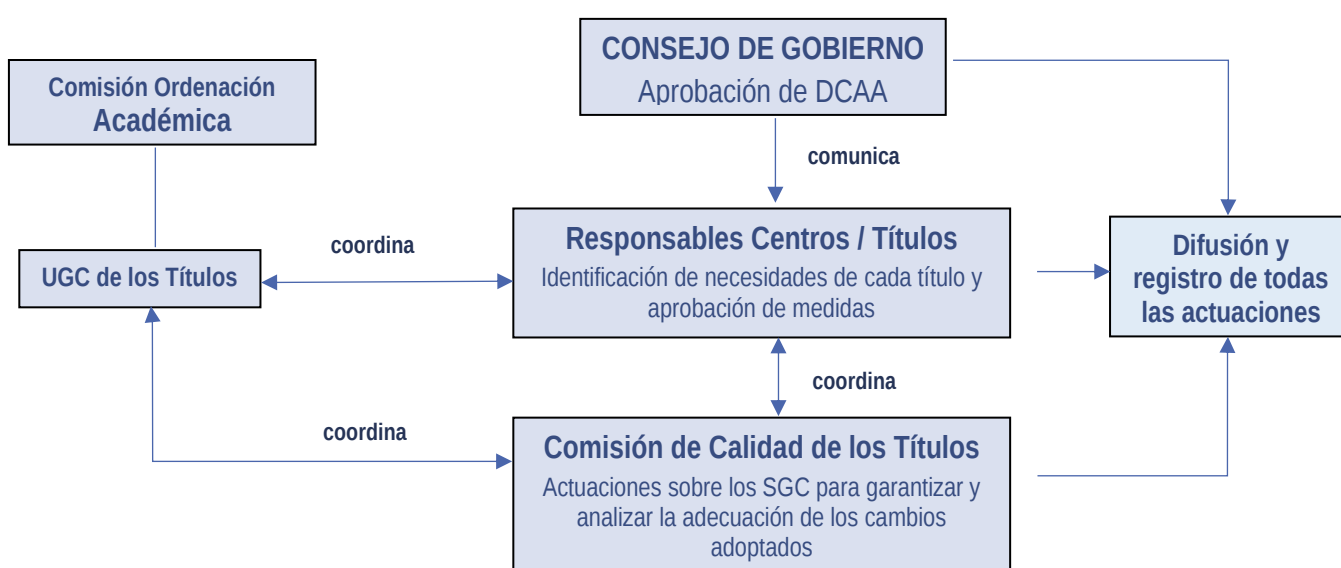 CONSEJO DE GOBIERNO
Aprobación de DCAA
Comisión Ordenación
Académica
comunica
Responsables Centros / Títulos
Identificación de necesidades de cada título y
aprobación de medidas
coordina
UGC de los Títulos
Difusión y
registro de todas
las actuaciones
coordina
coordina
Comisión de Calidad de los Títulos
Actuaciones sobre los SGC para garantizar y
analizar la adecuación de los cambios
adoptados